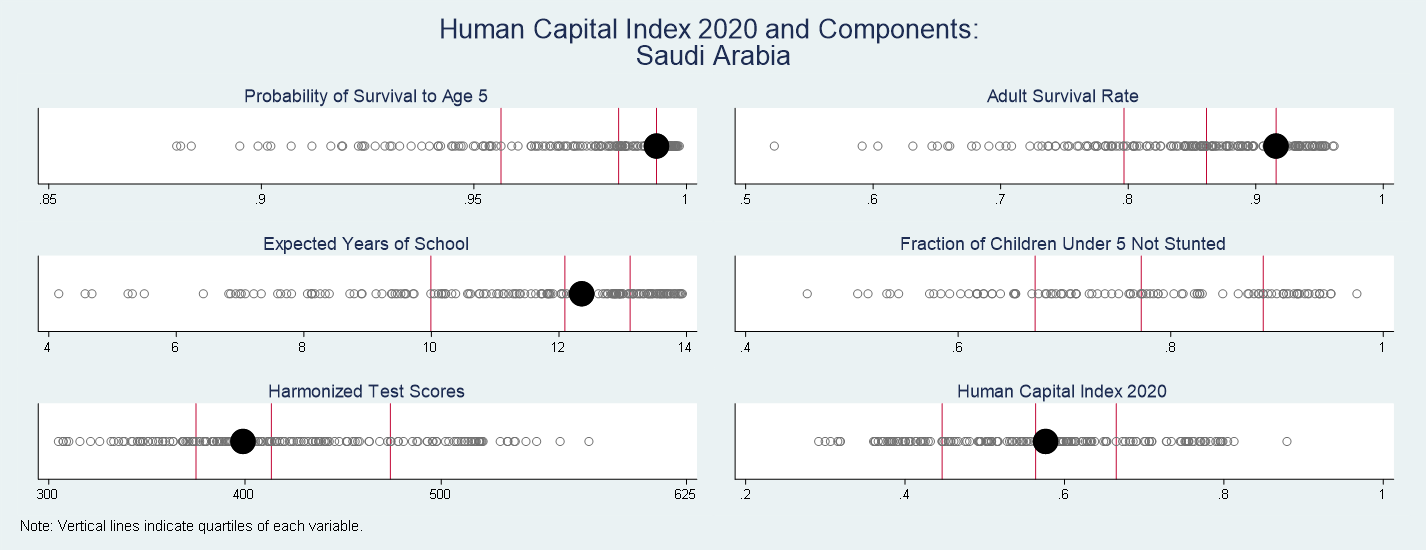 Human Capital Index 2020 and Components:
Saudi Arabia
Probability of Survival to Age 5
.85 .9 .95 1
Adult Survival Rate
.5 .6 .7 .8 .9 1
Expected Years of School
4 6 8 10 12 14
Fraction of Children Under 5 Not Stunted
.4 .6 .8 1
Harmonized Test Scores
300 400 500 625
Human Capital Index 2020
.2 .4 .6 .8 1
Note: Vertical lines indicate quartiles of each variable.